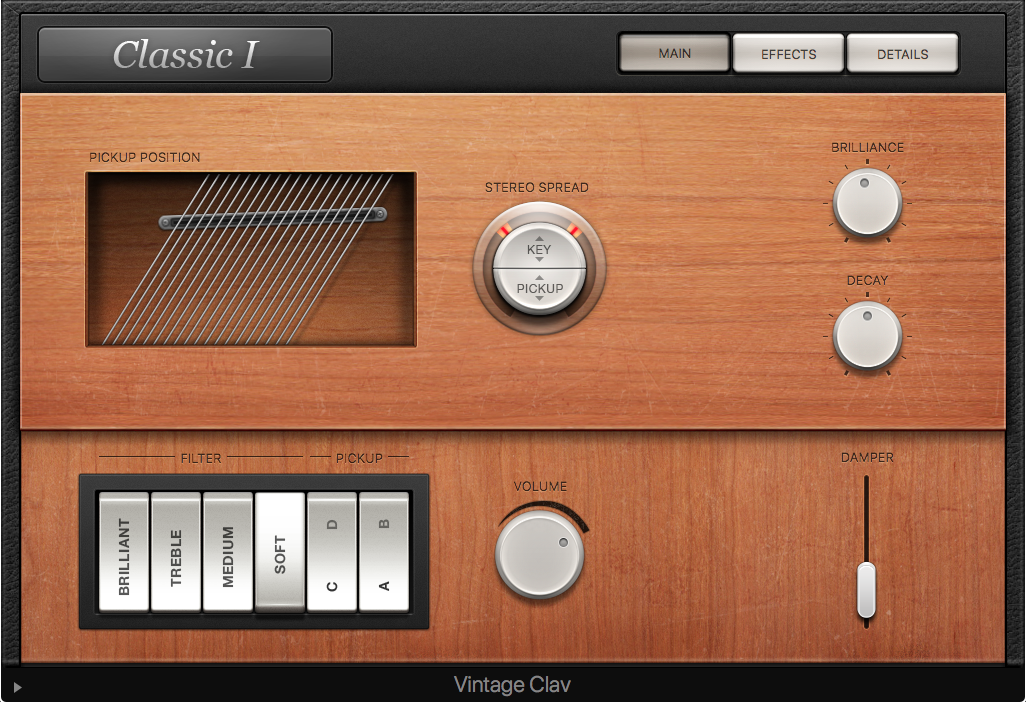 Classic I
MAIN
EFFECTS
DETAILS
PICKUP POSITION
STEREO SPREAD
KEY
PICKUP
BRILLIANCE
DECAY
FILTER
PICKUP
BRILLIANT
TREBLE
MEDIUM
SOFT
D
C
B
A
VOLUME
DAMPER
Vintage Clav